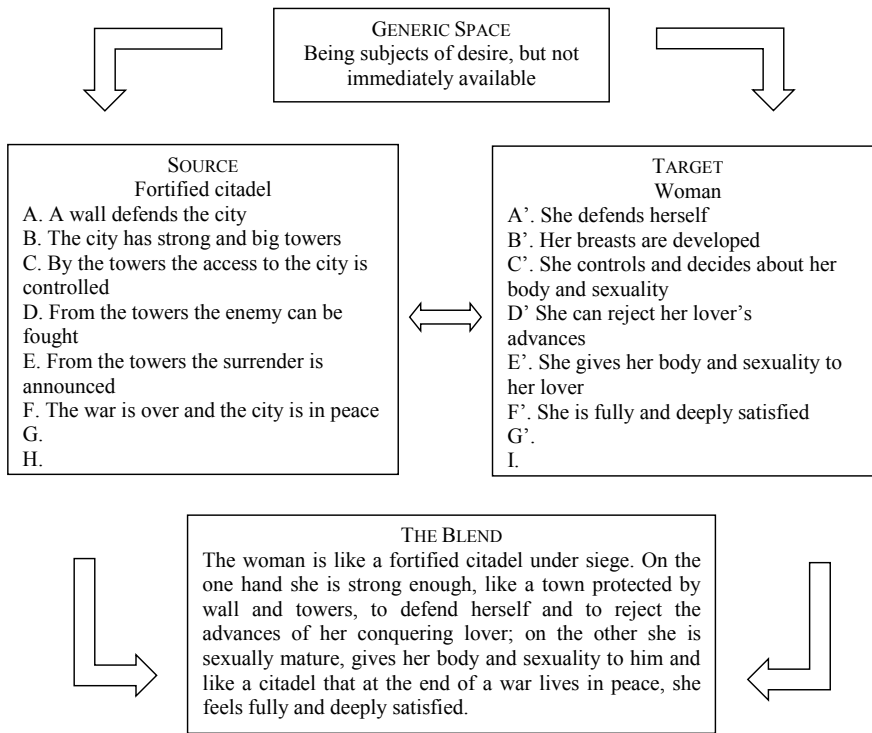 GENERIC SPACE
Being subjects of desire, but not
immediately available
SOURCE
Fortified citadel
A. A wall defends the city
B. The city has strong and big towers
C. By the towers the access to the city is
controlled
D. From the towers the enemy can be
fought
E. From the towers the surrender is
announced
F. The war is over and the city is in peace
G.
H.
TARGET
Woman
A’. She defends herself
B’. Her breasts are developed
C’. She controls and decides about her
body and sexuality
D’ She can reject her lover’s
advances
E’. She gives her body and sexuality to
her lover
F’. She is fully and deeply satisfied
G’.
I.
THE BLEND
The woman is like a fortified citadel under siege. On the
one hand she is strong enough, like a town protected by
wall and towers, to defend herself and to reject the
advances of her conquering lover; on the other she is
sexually mature, gives her body and sexuality to him and
like a citadel that at the end of a war lives in peace, she
feels fully and deeply satisfied.